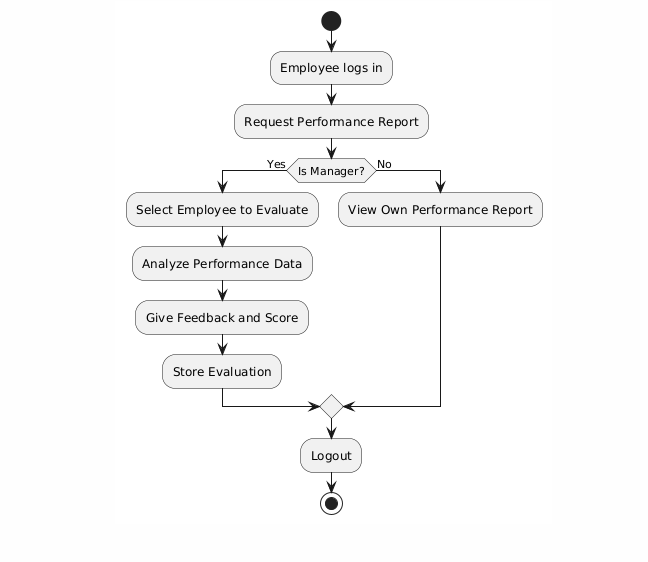 Employee logs in
Request Performance Report
Yes
Is Manager?
No
Select Employee to Evaluate
View Own Performance Report
Analyze Performance Data
Give Feedback and Score
Store Evaluation
Logout